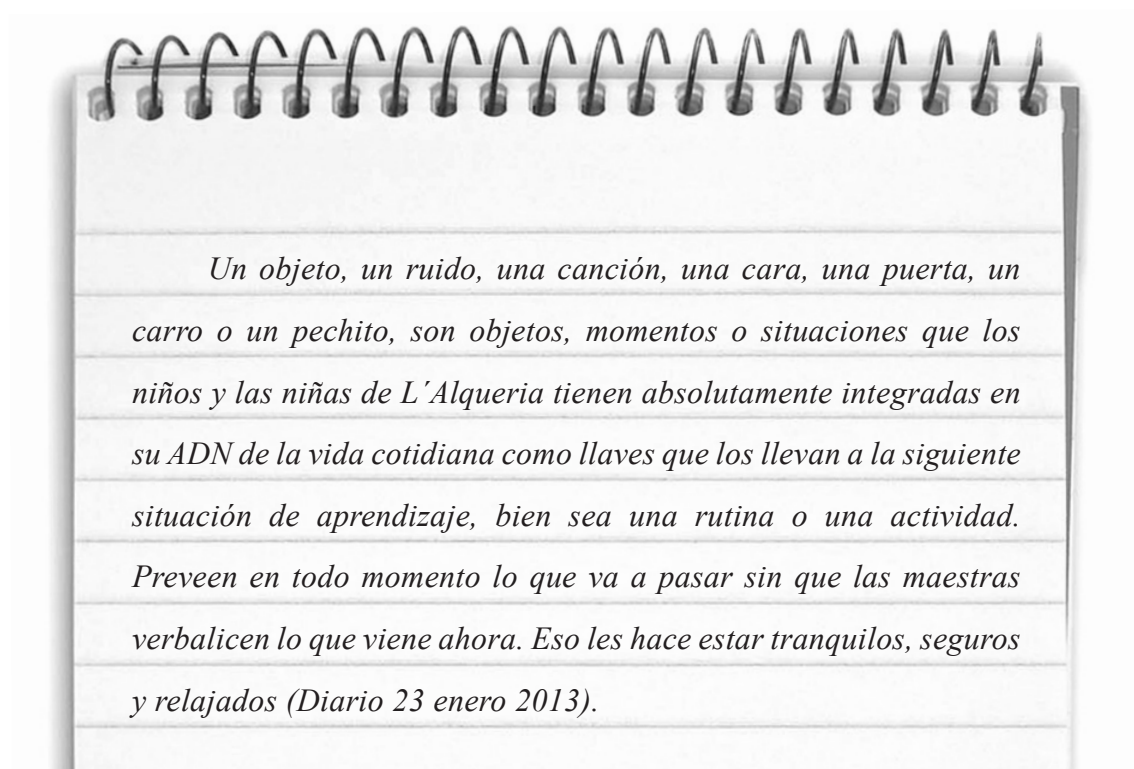 Un objeto, un ruido, una canción, una cara, una puerta, un
carro o un pechito, son objetos, momentos o situaciones que los
niños y las niñas de L´Alqueria tienen absolutamente integradas en
su ADN de la vida cotidiana como llaves que los llevan a la siguiente
situación de aprendizaje, bien sea una rutina o una actividad.
Preveen en todo momento lo que va a pasar sin que las maestras
verbalicen lo que viene ahora. Eso les hace estar tranquilos, seguros
y relajados (Diario 23 enero 2013).